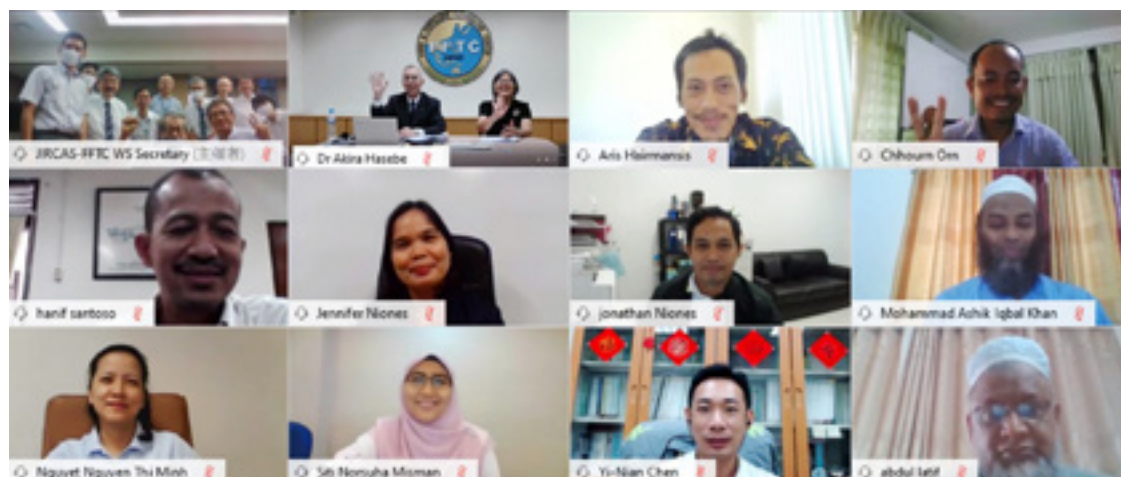 FFTC
JIRCAS-FFTC WS Secretary (主催者)
Dr Akira Hasebe
Aris Hairmansis
Chhourn Orn
hanif santoso
Jennifer Niones
jonathan Niones
Mohammad Ashik Iqbal Khan
Nguyet Nguyen Thi Minh
Siti Norsuha Misman
Yi-Nian Chen
abdul latif